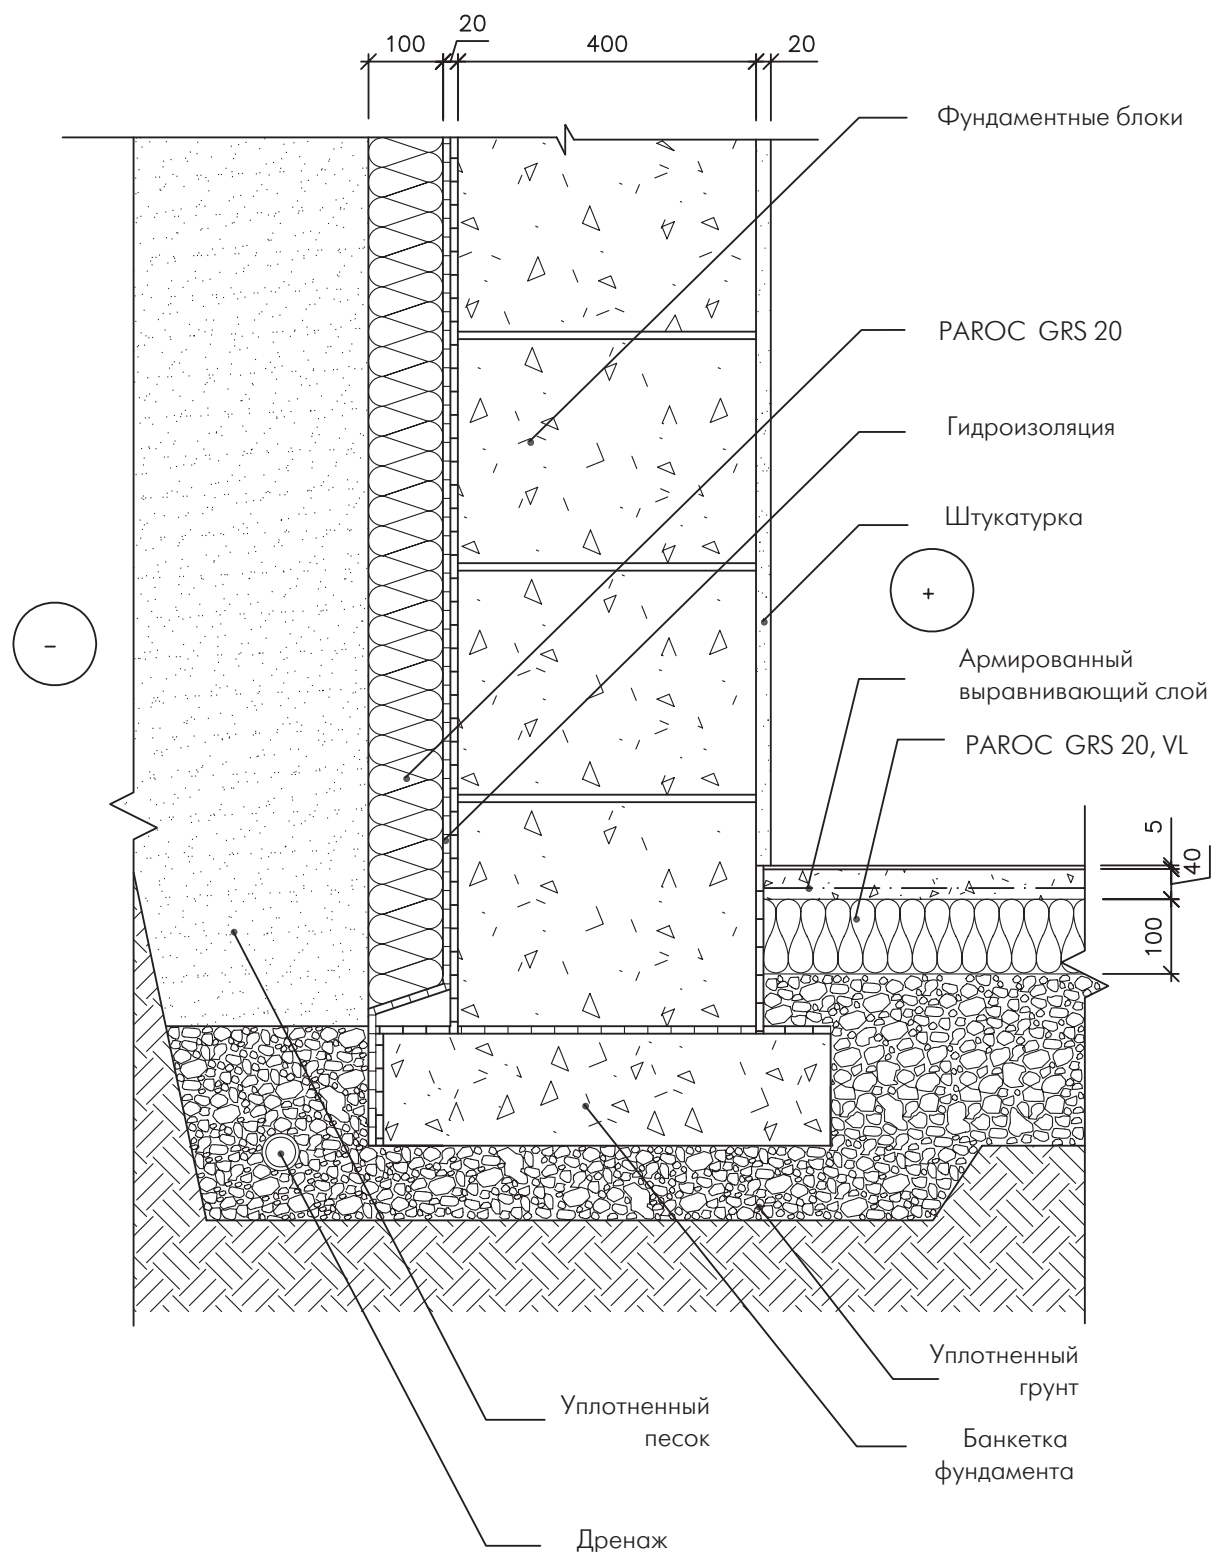 20
100
400
20
Фундаментные блоки
PAROC GRS 20
Гидроизоляция
Штукатурка
+
-
Армированный
выравнивающий слой
PAROC GRS 20, VL
5
40
100
Уплотненный
грунт
Уплотненный
песок
Банкетка
фундамента
Дренаж